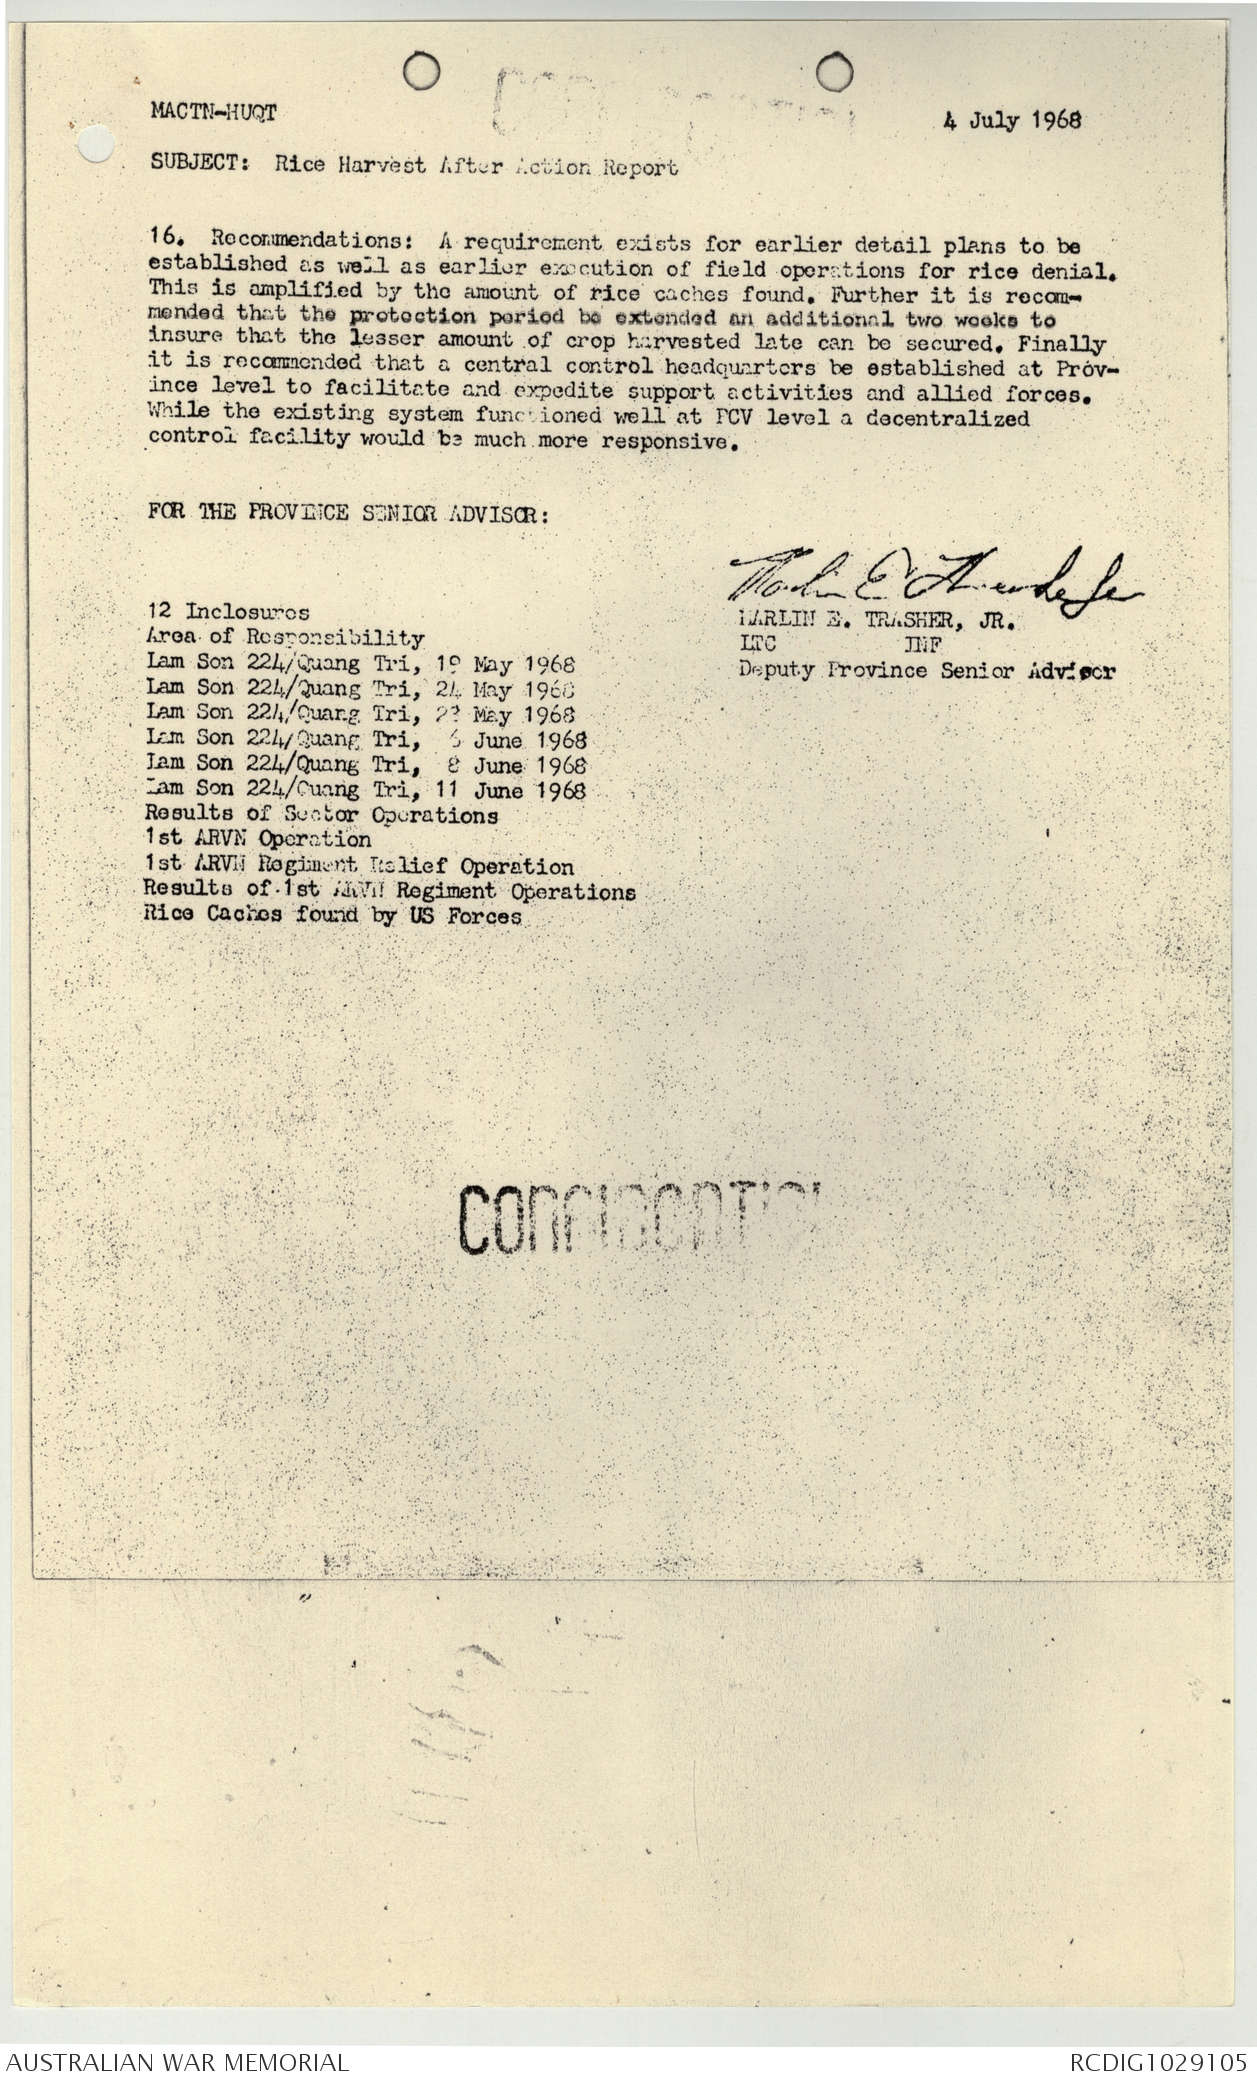 MACTN-HUQT
4 July 1968
SUBJECT: Rice Harvest After Action Report
16. Recommendations: A requirement exists for earlier detail plans to be
established as well as earlier execution of field operations for rice denial.
This is amplified by the amount of rice caches found. Further it is recom-
mended that the protection period be extended an additional two weeks to
insure that the lesser amount of crop harvested late can be secured. Finally
it is recommended that a central control headquarters be established at Prov-
ince level to facilitate and expedite support activities and allied forces.
While the existing system functioned well at FCV level a decentralized
control facility would be much more responsive.
FOR THE PROVINCE SENIOR ADVISOR:
MARLIN E. TRASHER, JR.
LTC INF
Deputy Province Senior Advisor
12 Inclosures
Area of Responsibility
Lam Son 224/Quang Tri, 19 May 1968
Lam Son 224/Quang Tri, 24 May 1968
Lam Son 224/Quang Tri, May 1968
Lam Son 224/Quang Tri, 6 June 1968
Lam Son 224/Quang Tri, 8 June 1968
Lam Son 224/Quang Tri, 11 June 1968
Results of Sector Operations
1st ARVN Operation
1st ARVN Regiment Relief Operation
Results of 1st ARVN Regiment Operations
Rice Caches found by US Forces
CONFIDENTIAL
AUSTRALIAN WAR MEMORIAL
RCDIG1029105